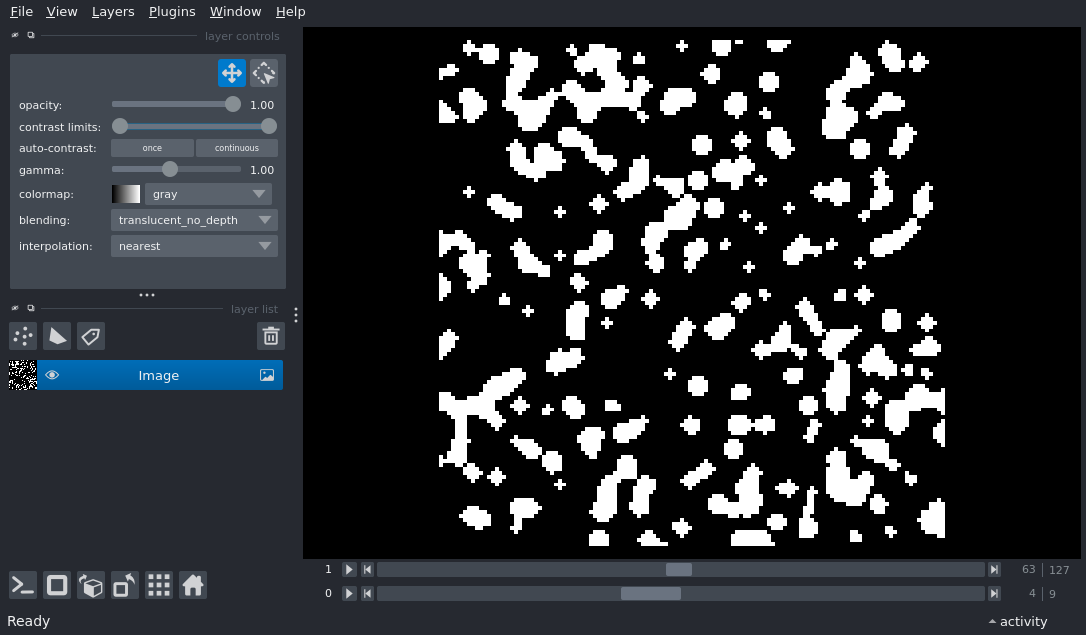 File View Layers Plugins Window Help
layer controls
opacity: 1.00
contrast limits:
auto-contrast: once continuous
gamma: 1.00
colormap: gray
blending: translucent_no_depth
interpolation: nearest
layer list
Image
1 63 127
0 4 9
Ready activity